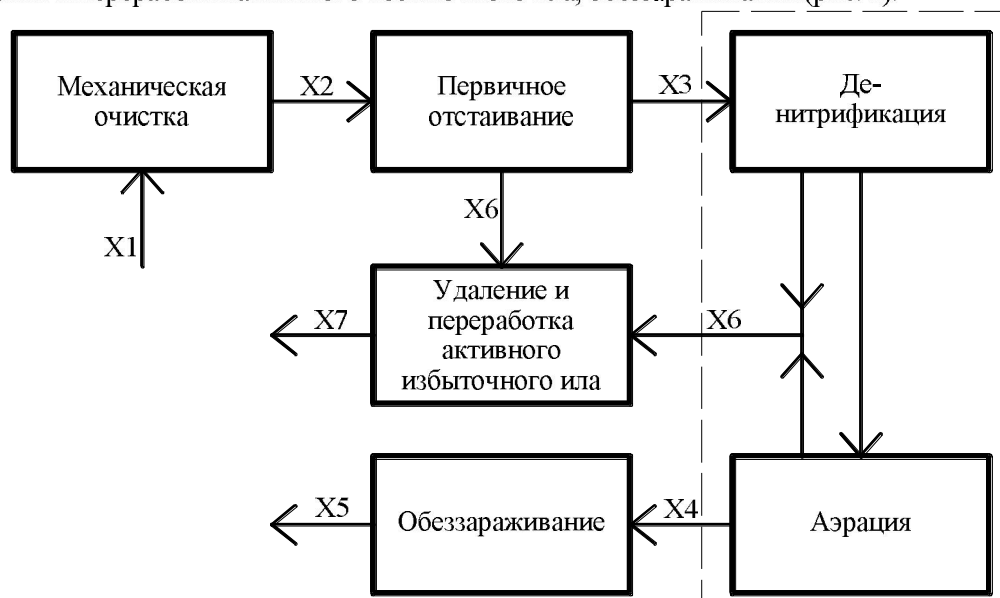 Механическая
очистка
X2
Первичное
отстаивание
X3
Де-
нитрификация
X1
X6
Удаление и
переработка
активного
избыточного ила
X7
X6
Обеззараживание
X5
X4
Аэрация